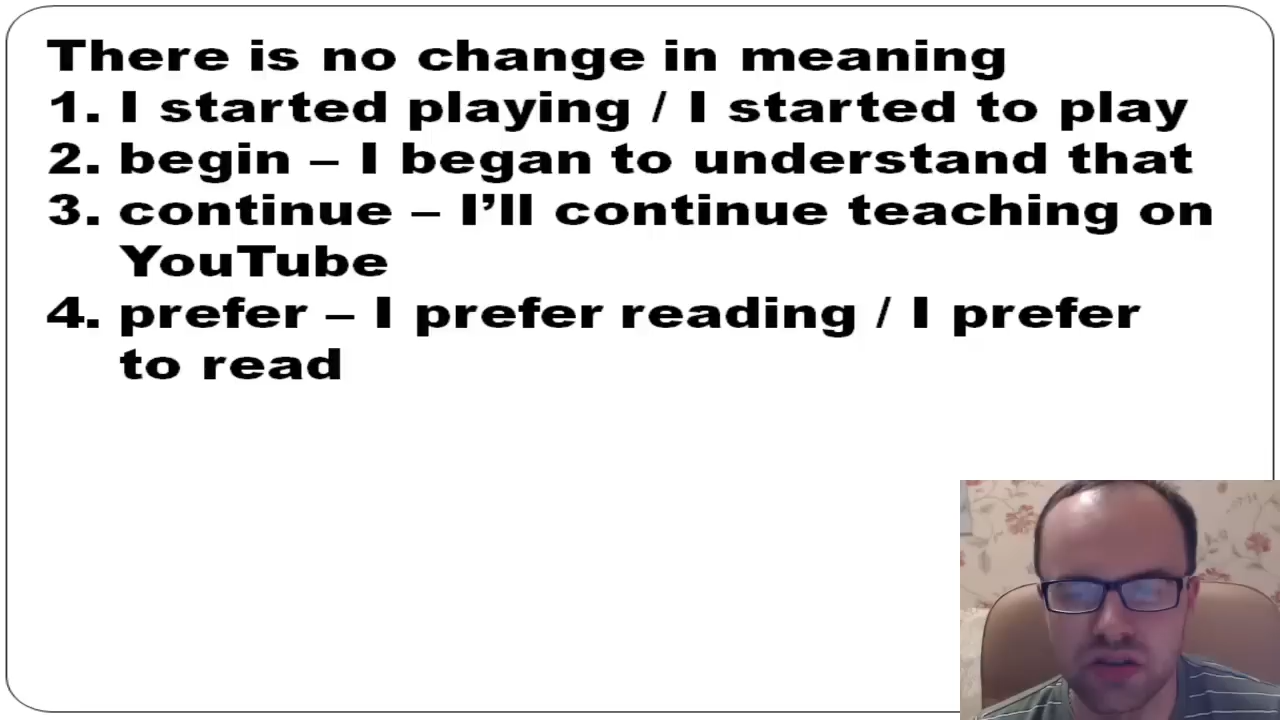 There is no change in meaning
1. I started playing / I started to play
2. begin – I began to understand that
3. continue – I’ll continue teaching on
YouTube
4. prefer – I prefer reading / I prefer
to read